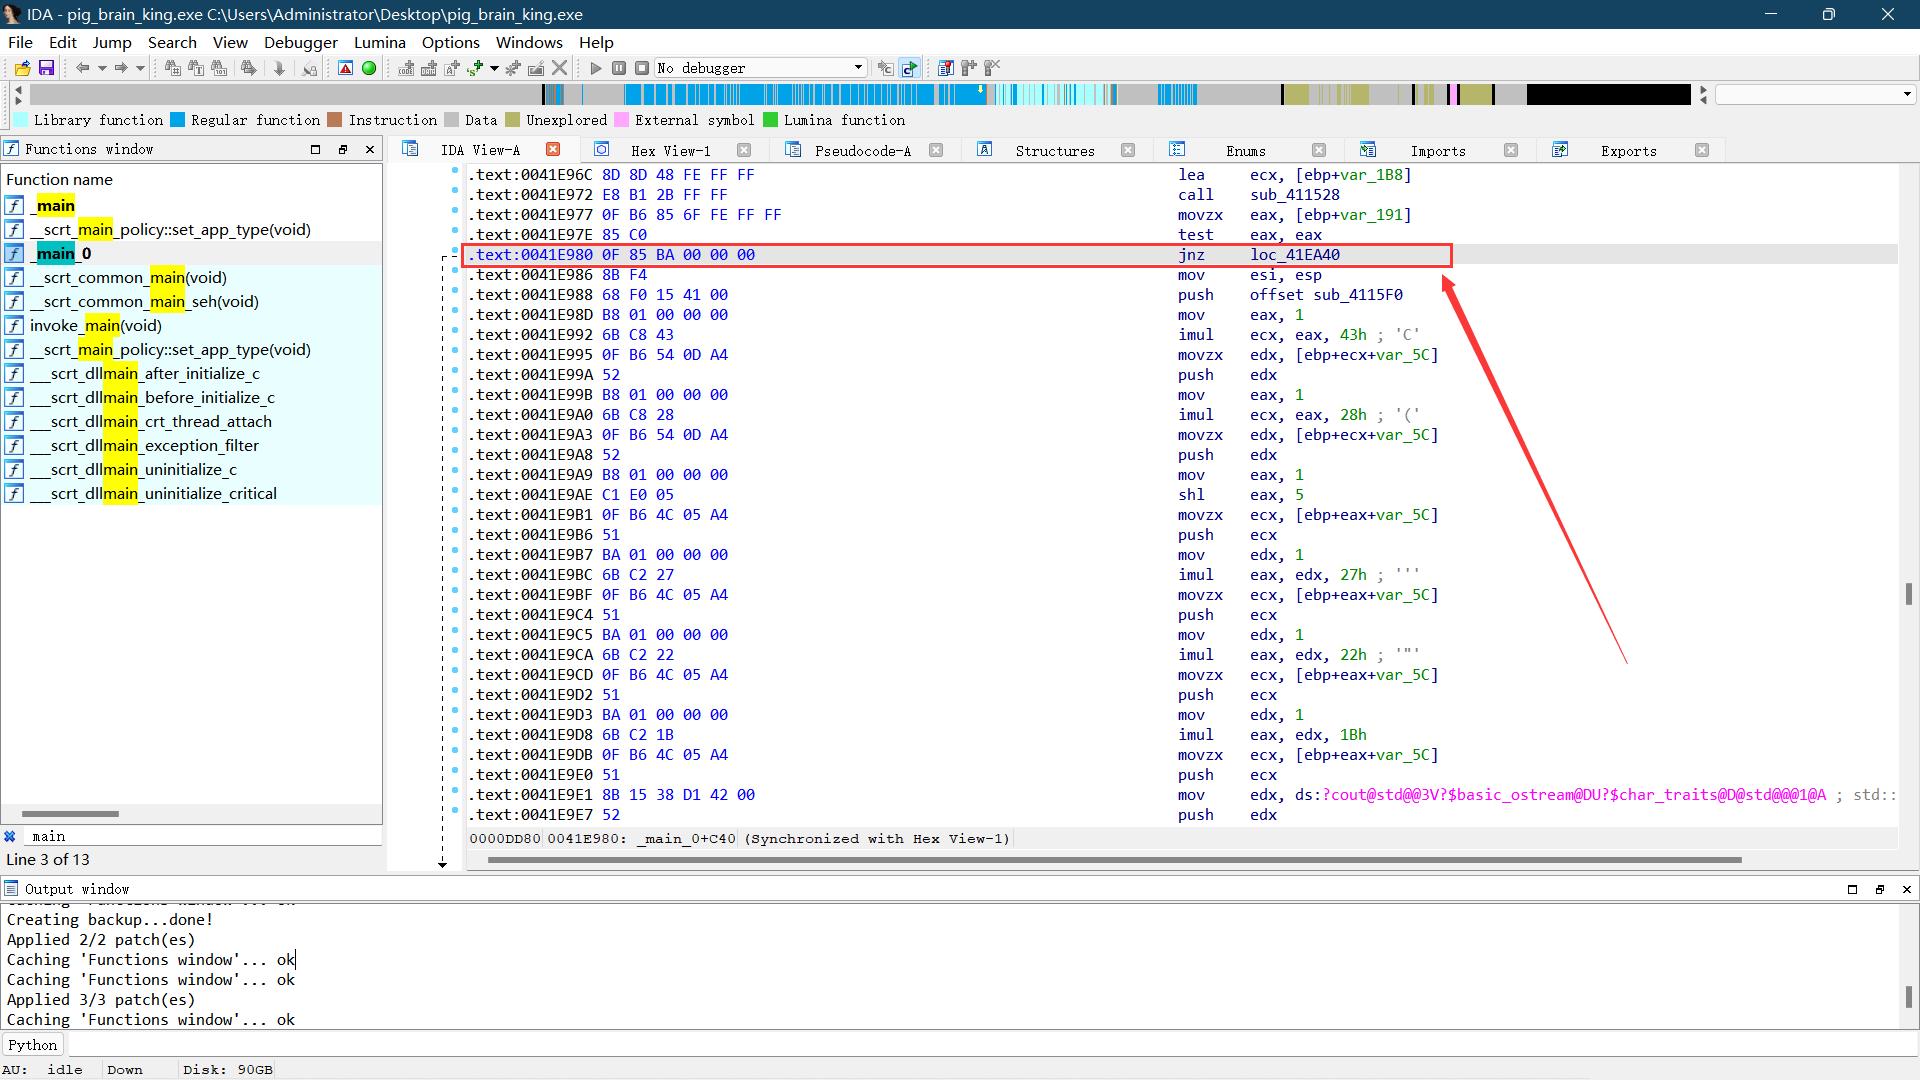 IDA - pig_brain_king.exe C:\Users\Administrator\Desktop\pig_brain_king.exe
File Edit Jump Search View Debugger Lumina Options Windows Help
No debugger
Library function Regular function Instruction Data Unexplored External symbol Lumina function
Functions window
IDA View-A Hex View-1 Pseudocode-A Structures Enums Imports Exports
Function name
_main
__scrt_main_policy::set_app_type(void)
_main_0
__scrt_common_main(void)
__scrt_common_main_seh(void)
invoke_main(void)
__scrt_main_policy::set_app_type(void)
___scrt_dllmain_after_initialize_c
___scrt_dllmain_before_initialize_c
___scrt_dllmain_crt_thread_attach
___scrt_dllmain_exception_filter
___scrt_dllmain_uninitialize_c
___scrt_dllmain_uninitialize_critical
main
Line 3 of 13
.text:0041E96C 8D 8D 48 FE FF FF lea ecx, [ebp+var_1B8]
.text:0041E972 E8 B1 2B FF FF call sub_411528
.text:0041E977 0F B6 85 6F FE FF FF movzx eax, [ebp+var_191]
.text:0041E97E 85 C0 test eax, eax
.text:0041E980 0F 85 BA 00 00 00 jnz loc_41EA40
.text:0041E986 8B F4 mov esi, esp
.text:0041E988 68 F0 15 41 00 push offset sub_4115F0
.text:0041E98D B8 01 00 00 00 mov eax, 1
.text:0041E992 6B C8 43 imul ecx, eax, 43h ; 'C'
.text:0041E995 0F B6 54 0D A4 movzx edx, [ebp+ecx+var_5C]
.text:0041E99A 52 push edx
.text:0041E99B B8 01 00 00 00 mov eax, 1
.text:0041E9A0 6B C8 28 imul ecx, eax, 28h ; '('
.text:0041E9A3 0F B6 54 0D A4 movzx edx, [ebp+ecx+var_5C]
.text:0041E9A8 52 push edx
.text:0041E9A9 B8 01 00 00 00 mov eax, 1
.text:0041E9AE C1 E0 05 shl eax, 5
.text:0041E9B1 0F B6 4C 05 A4 movzx ecx, [ebp+eax+var_5C]
.text:0041E9B6 51 push ecx
.text:0041E9B7 BA 01 00 00 00 mov edx, 1
.text:0041E9BC 6B C2 27 imul eax, edx, 27h ; '''
.text:0041E9BF 0F B6 4C 05 A4 movzx ecx, [ebp+eax+var_5C]
.text:0041E9C4 51 push ecx
.text:0041E9C5 BA 01 00 00 00 mov edx, 1
.text:0041E9CA 6B C2 22 imul eax, edx, 22h ; '"'
.text:0041E9CD 0F B6 4C 05 A4 movzx ecx, [ebp+eax+var_5C]
.text:0041E9D2 51 push ecx
.text:0041E9D3 BA 01 00 00 00 mov edx, 1
.text:0041E9D8 6B C2 1B imul eax, edx, 1Bh
.text:0041E9DB 0F B6 4C 05 A4 movzx ecx, [ebp+eax+var_5C]
.text:0041E9E0 51 push ecx
.text:0041E9E1 8B 15 38 D1 42 00 mov edx, ds:?cout@std@@3V?$basic_ostream@DU?$char_traits@D@std@@@1@A ; std::
.text:0041E9E7 52 push edx
0000DD80 0041E980: _main_0+C40 (Synchronized with Hex View-1)
Output window
Caching 'Functions window'... ok
Creating backup...done!
Applied 2/2 patch(es)
Caching 'Functions window'... ok
Caching 'Functions window'... ok
Applied 3/3 patch(es)
Caching 'Functions window'... ok
Python
AU: idle Down Disk: 90GB